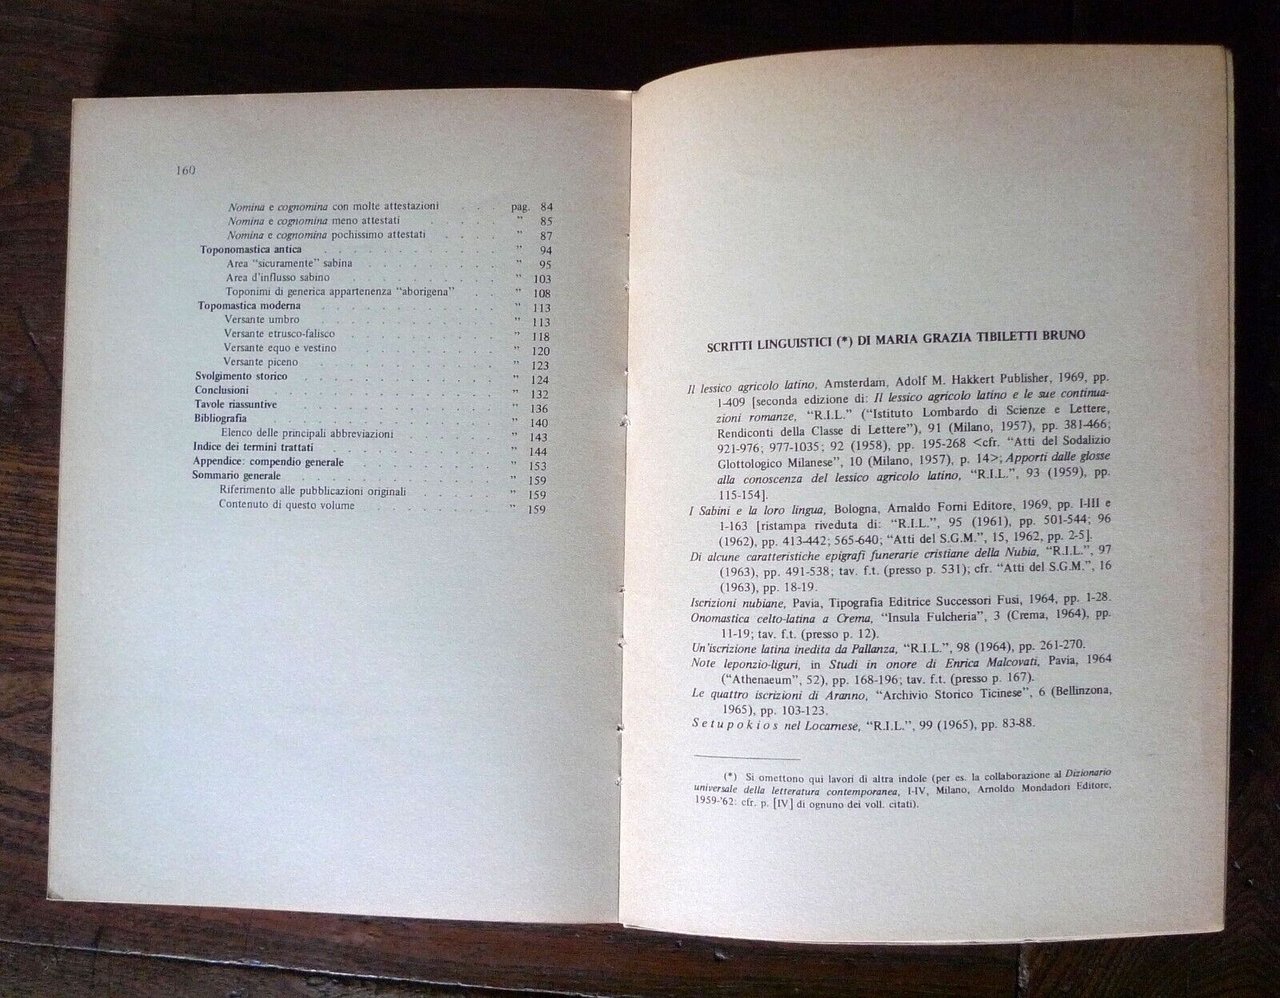 160
Nomina e cognomina con molte attestazioni . . . pag. 84
Nomina e cognomina meno attestati . . . . ” 85
Nomina e cognomina pochissimo attestati . . . . ” 87
Toponomastica antica . . . . . . . . . . ” 94
Area “sicuramente” sabina . . . . . . . . ” 95
Area d'influsso sabino . . . . . . . . . ” 103
Toponimi di generica appartenenza “aborigena” . . ” 108
Topomastica moderna . . . . . . . . . . ” 113
Versante umbro . . . . . . . . . . ” 113
Versante etrusco-falisco . . . . . . . . . ” 118
Versante equo e vestino . . . . . . . . ” 120
Versante piceno . . . . . . . . . . ” 123
Svolgimento storico . . . . . . . . . . ” 124
Conclusioni . . . . . . . . . . . . ” 132
Tavole riassuntive . . . . . . . . . . ” 136
Bibliografia . . . . . . . . . . . . ” 140
Elenco delle principali abbreviazioni . . . . . ” 143
Indice dei termini trattati . . . . . . . . ” 144
Appendice: compendio generale . . . . . . . ” 153
Sommario generale . . . . . . . . . . ” 159
Riferimento alle pubblicazioni originali . . . . . ” 159
Contenuto di questo volume . . . . . . . ” 159
SCRITTI LINGUISTICI (*) DI MARIA GRAZIA TIBILETTI BRUNO
Il lessico agricolo latino, Amsterdam, Adolf M. Hakkert Publisher, 1969, pp.
1-409 [seconda edizione di: Il lessico agricolo latino e le sue continua-
zioni romanze, “R.I.L.” (“Istituto Lombardo di Scienze e Lettere,
Rendiconti della Classe di Lettere”), 91 (Milano, 1957), pp. 381-466;
921-976; 977-1035; 92 (1958), pp. 195-268 <cfr. “Atti del Sodalizio
Glottologico Milanese”, 10 (Milano, 1957), p. 14>; Apporti dalle glosse
alla conoscenza del lessico agricolo latino, “R.I.L.”, 93 (1959), pp.
115-154].
I Sabini e la loro lingua, Bologna, Arnaldo Forni Editore, 1969, pp. I-III e
1-163 [ristampa riveduta di: “R.I.L.”, 95 (1961), pp. 501-544; 96
(1962), pp. 413-442; 565-640; “Atti del S.G.M.”, 15, 1962, pp. 2-5].
Di alcune caratteristiche epigrafi funerarie cristiane della Nubia, “R.I.L.”, 97
(1963), pp. 491-538; tav. f.t. (presso p. 531); cfr. “Atti del S.G.M.”, 16
(1963), pp. 18-19.
Iscrizioni nubiane, Pavia, Tipografia Editrice Successori Fusi, 1964, pp. 1-28.
Onomastica celto-latina a Crema, “Insula Fulcheria”, 3 (Crema, 1964), pp.
11-19; tav. f.t. (presso p. 12).
Un'iscrizione latina inedita da Pallanza, “R.I.L.”, 98 (1964), pp. 261-270.
Note leponzio-liguri, in Studi in onore di Enrica Malcovati, Pavia, 1964
(“Athenaeum”, 52), pp. 168-196; tav. f.t. (presso p. 167).
Le quattro iscrizioni di Aranno, “Archivio Storico Ticinese”, 6 (Bellinzona,
1965), pp. 103-123.
Setupokios nel Locarnese, “R.I.L.”, 99 (1965), pp. 83-88.
(*) Si omettono qui lavori di altra indole (per es. la collaborazione al Dizionario
universale della letteratura contemporanea, I-IV, Milano, Arnoldo Mondadori Editore,
1959-'62: cfr. p. [IV] di ognuno dei voll. citati).